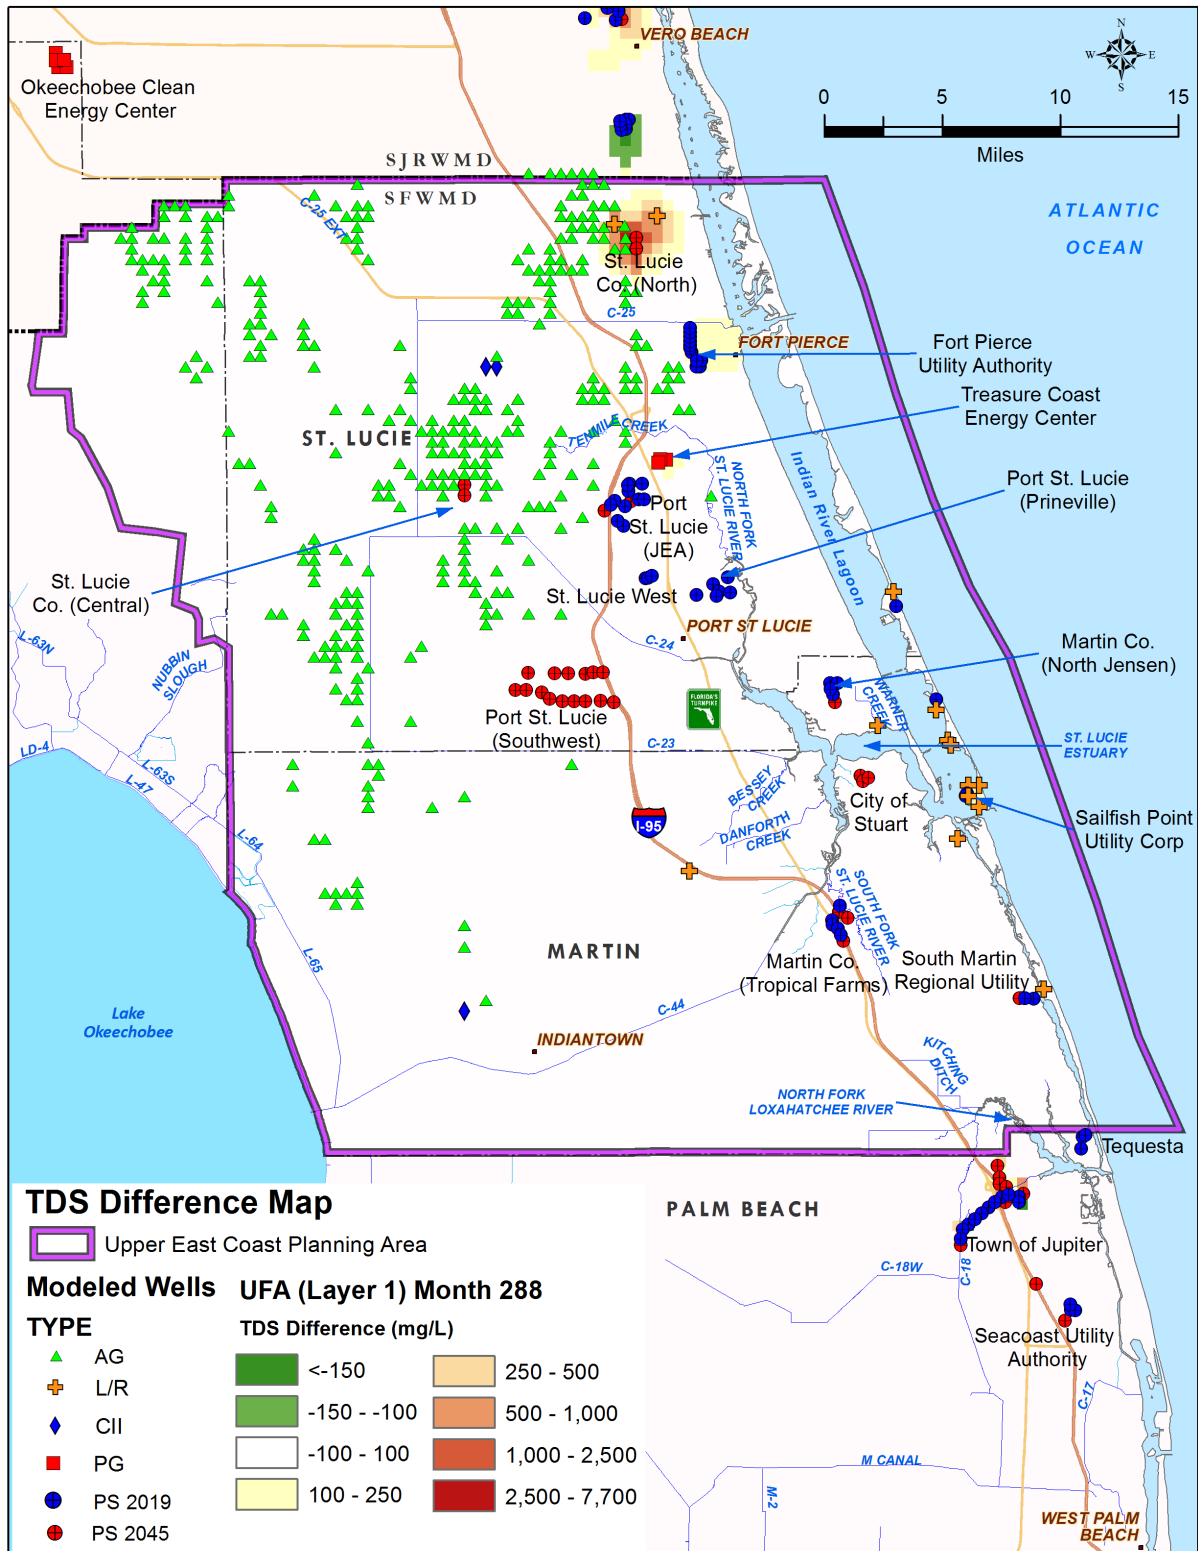 VERO BEACH
N
W
E
S
Okeechobee Clean
Energy Center
0
5
10
15
Miles
SJRWMD
SFWMD
C-25 EXT
ATLANTIC
OCEAN
St. Lucie
Co. (North)
C-25
FORT PIERCE
Fort Pierce
Utility Authority
Treasure Coast
Energy Center
ST. LUCIE
TENMILE CREEK
NORTH FORK
ST. LUCIE RIVER
Indian River Lagoon
Port St. Lucie
(Prineville)
Port
St. Lucie
(JEA)
St. Lucie
Co. (Central)
St. Lucie West
PORT ST LUCIE
C-24
L-63N
NUBBIN
SLOUGH
Martin Co.
(North Jensen)
WARNER
CREEK
FLORIDA'S
TURNPIKE
Port St. Lucie
(Southwest)
C-23
ST. LUCIE
ESTUARY
LD-4
L-63S
L-47
BESSEY
CREEK
City of
Stuart
I-95
DANFORTH
CREEK
Sailfish Point
Utility Corp
L-64
SOUTH FORK
ST. LUCIE RIVER
L-65
MARTIN
Martin Co.
(Tropical Farms)
South Martin
Regional Utility
Lake
Okeechobee
C-44
INDIANTOWN
KITCHING
DITCH
NORTH FORK
LOXAHATCHEE RIVER
Tequesta
PALM BEACH
Town of Jupiter
C-18W
C-18
Seacoast Utility
Authority
C-17
M CANAL
M-2
WEST PALM
BEACH
TDS Difference Map
Upper East Coast Planning Area
Modeled Wells
TYPE
AG
L/R
CII
PG
PS 2019
PS 2045
UFA (Layer 1) Month 288
TDS Difference (mg/L)
<-150
-150 - -100
-100 - 100
100 - 250
250 - 500
500 - 1,000
1,000 - 2,500
2,500 - 7,700